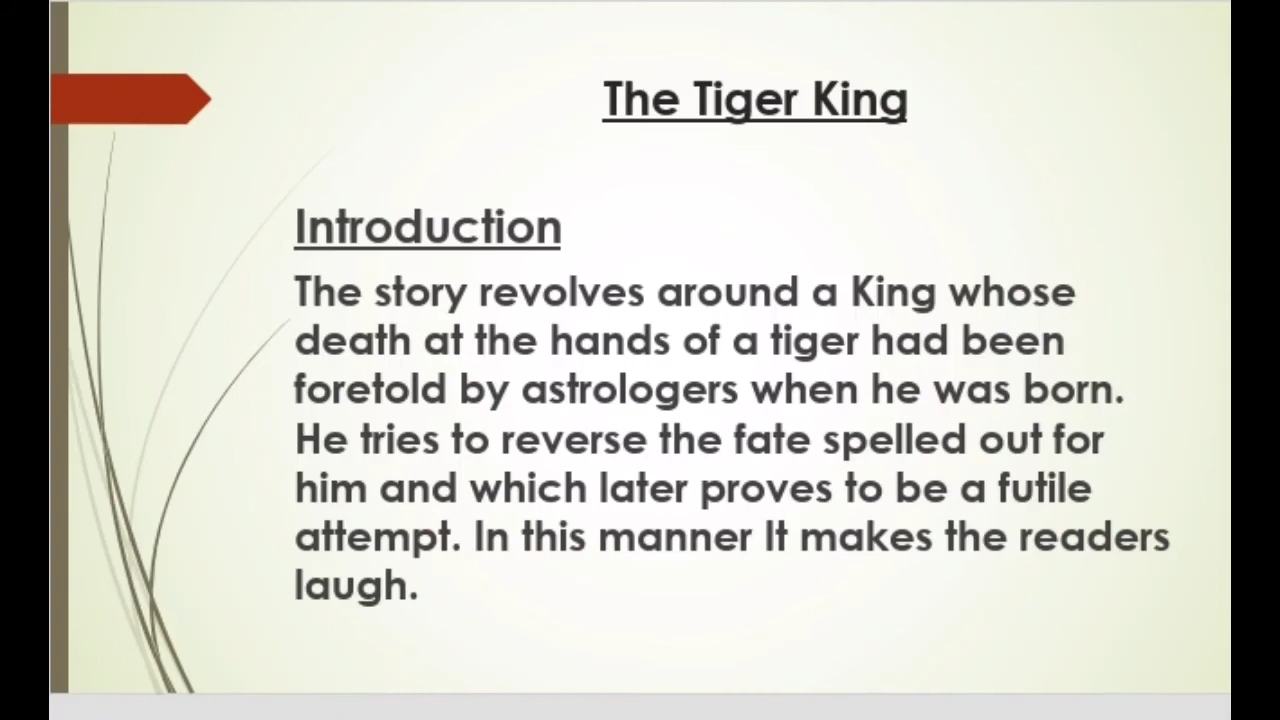 The Tiger King
Introduction
The story revolves around a King whose
death at the hands of a tiger had been
foretold by astrologers when he was born.
He tries to reverse the fate spelled out for
him and which later proves to be a futile
attempt. In this manner It makes the readers
laugh.